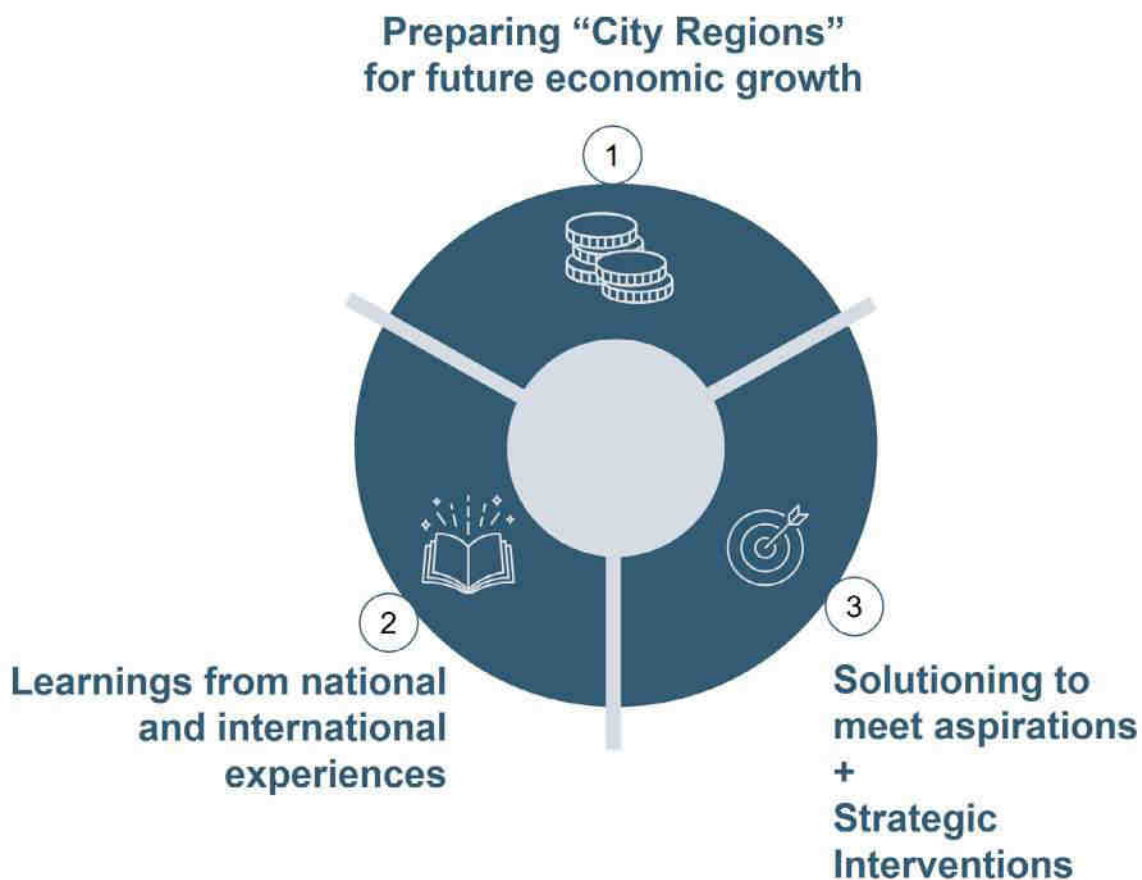 Preparing “City Regions”
for future economic growth
1
2
Learnings from national
and international
experiences
3
Solutioning to
meet aspirations
+
Strategic
Interventions